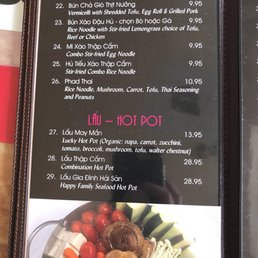 22. Bún Chả Giò Thịt Nướng 9.95
Vermicelli with Shredded Tofu, Egg Roll & Grilled Pork
23. Bún Xào Đậu Hủ - chọn Bò hoặc Gà 9.95
Rice Noodle with Stir-fried Lemongrass choice of Tofu,
Beef or Chicken
24. Mì Xào Thập Cẩm 9.95
Combo Stir-fried Egg Noodle
25. Hủ Tiếu Xào Thập Cẩm 9.95
Stir-fried Combo Rice Noodle
26. Phad Thai 10.95
Rice Noodle, Mushroom, Carrot, Tofu, Thai Seasoning
and Peanuts
LẨU – HOT POT
27. Lẩu May Mắn 13.95
Lucky Hot Pot (Organic: napa, carrot, zucchini,
tomato, broccoli, mushroom, tofu, walter chestnut)
28. Lẩu Thập Cẩm 28.95
Combination Hot Pot
29. Lẩu Gia Đình Hải Sản 28.95
Happy Family Seafood Hot Pot